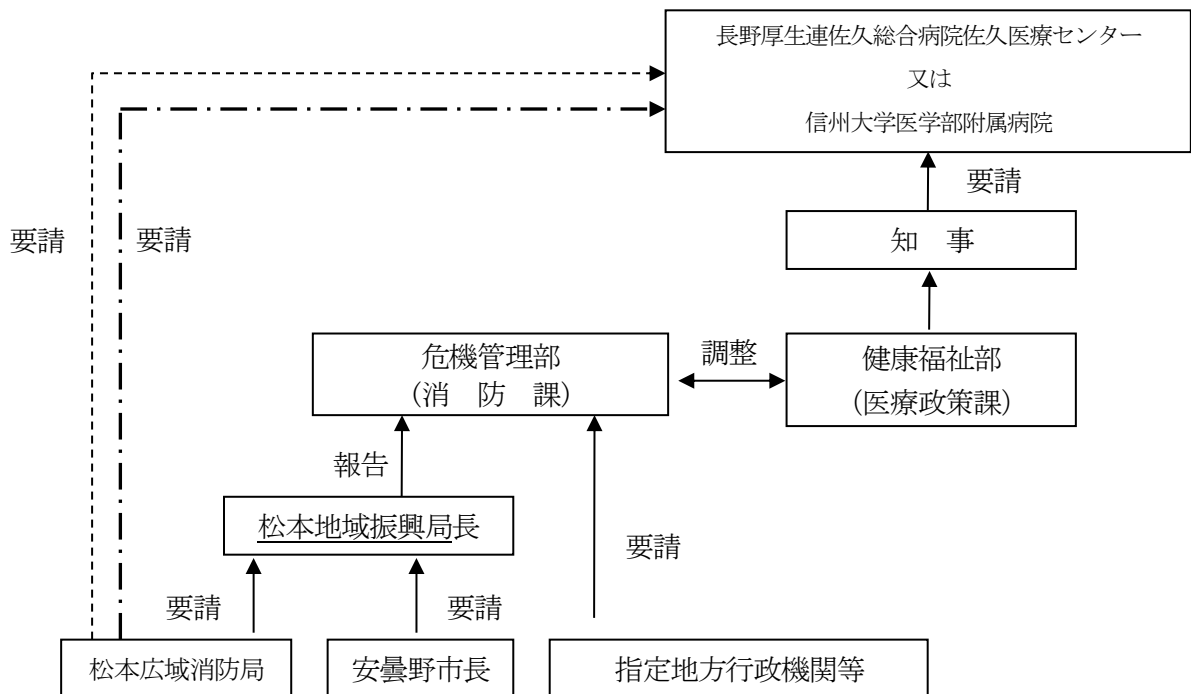 長野厚生連佐久総合病院佐久医療センター
又は
信州大学医学部附属病院
要請
要請
要請
知　事
危機管理部
(消　防　課)
調整
健康福祉部
(医療政策課)
報告
松本地域振興局長
要請
要請
要請
松本広域消防局
安曇野市長
指定地方行政機関等